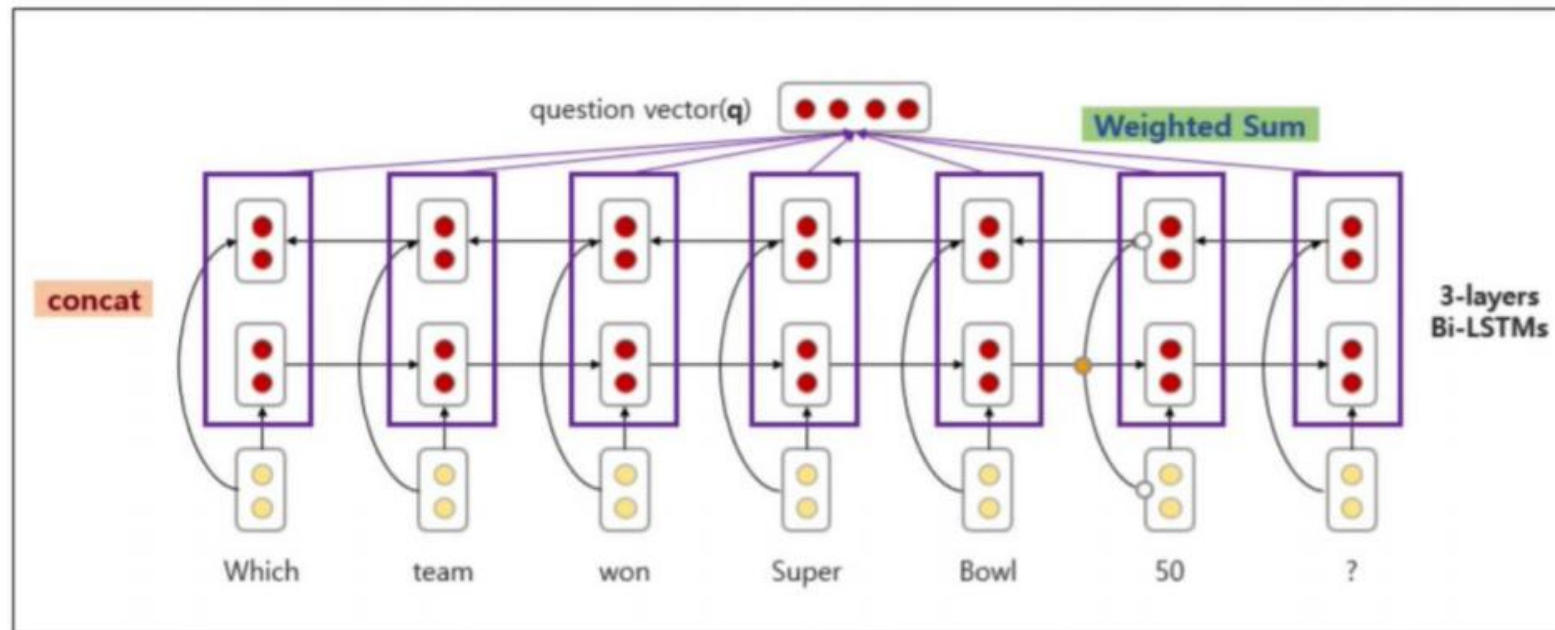 question vector(q)
Weighted Sum
concat
3-layers
Bi-LSTMs
Which team won Super Bowl 50 ?